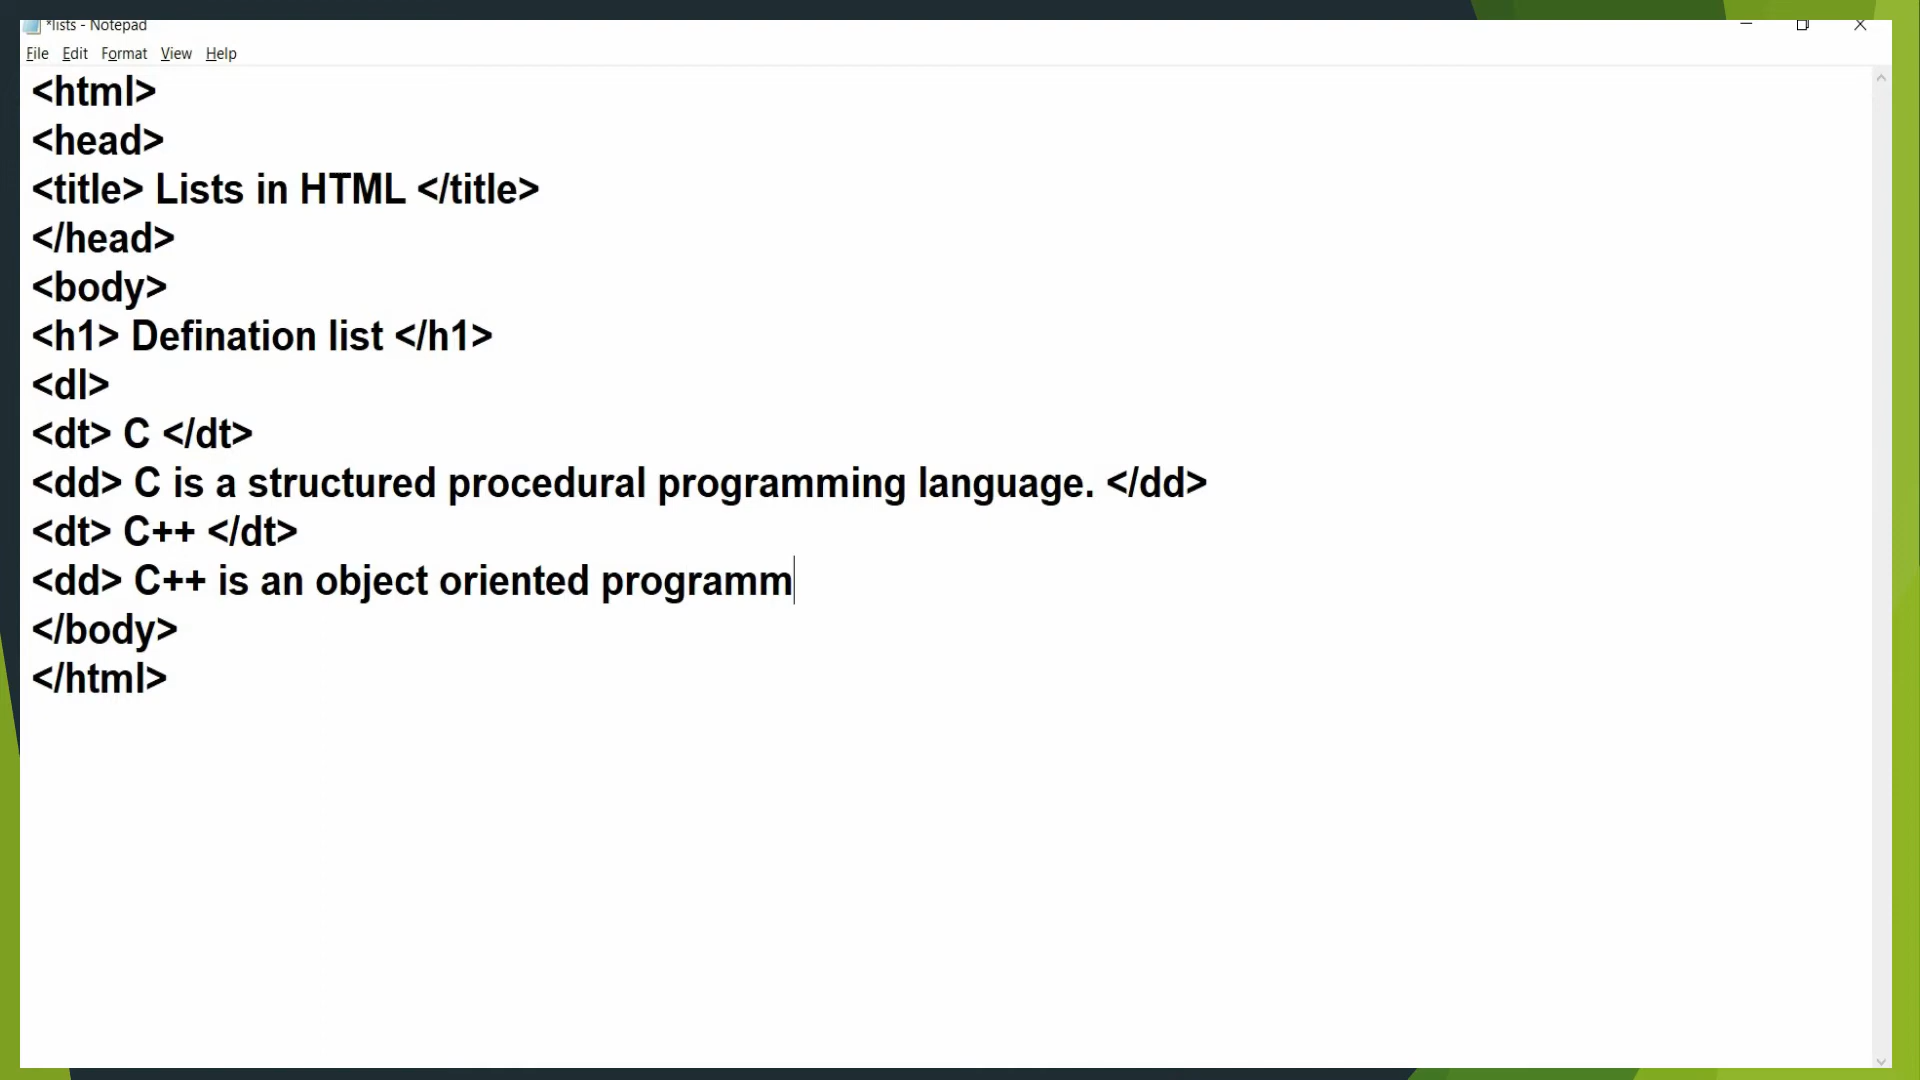 *lists - Notepad
File Edit Format View Help
<html>
<head>
<title> Lists in HTML </title>
</head>
<body>
<h1> Defination list </h1>
<dl>
<dt> C </dt>
<dd> C is a structured procedural programming language. </dd>
<dt> C++ </dt>
<dd> C++ is an object oriented programm
</body>
</html>